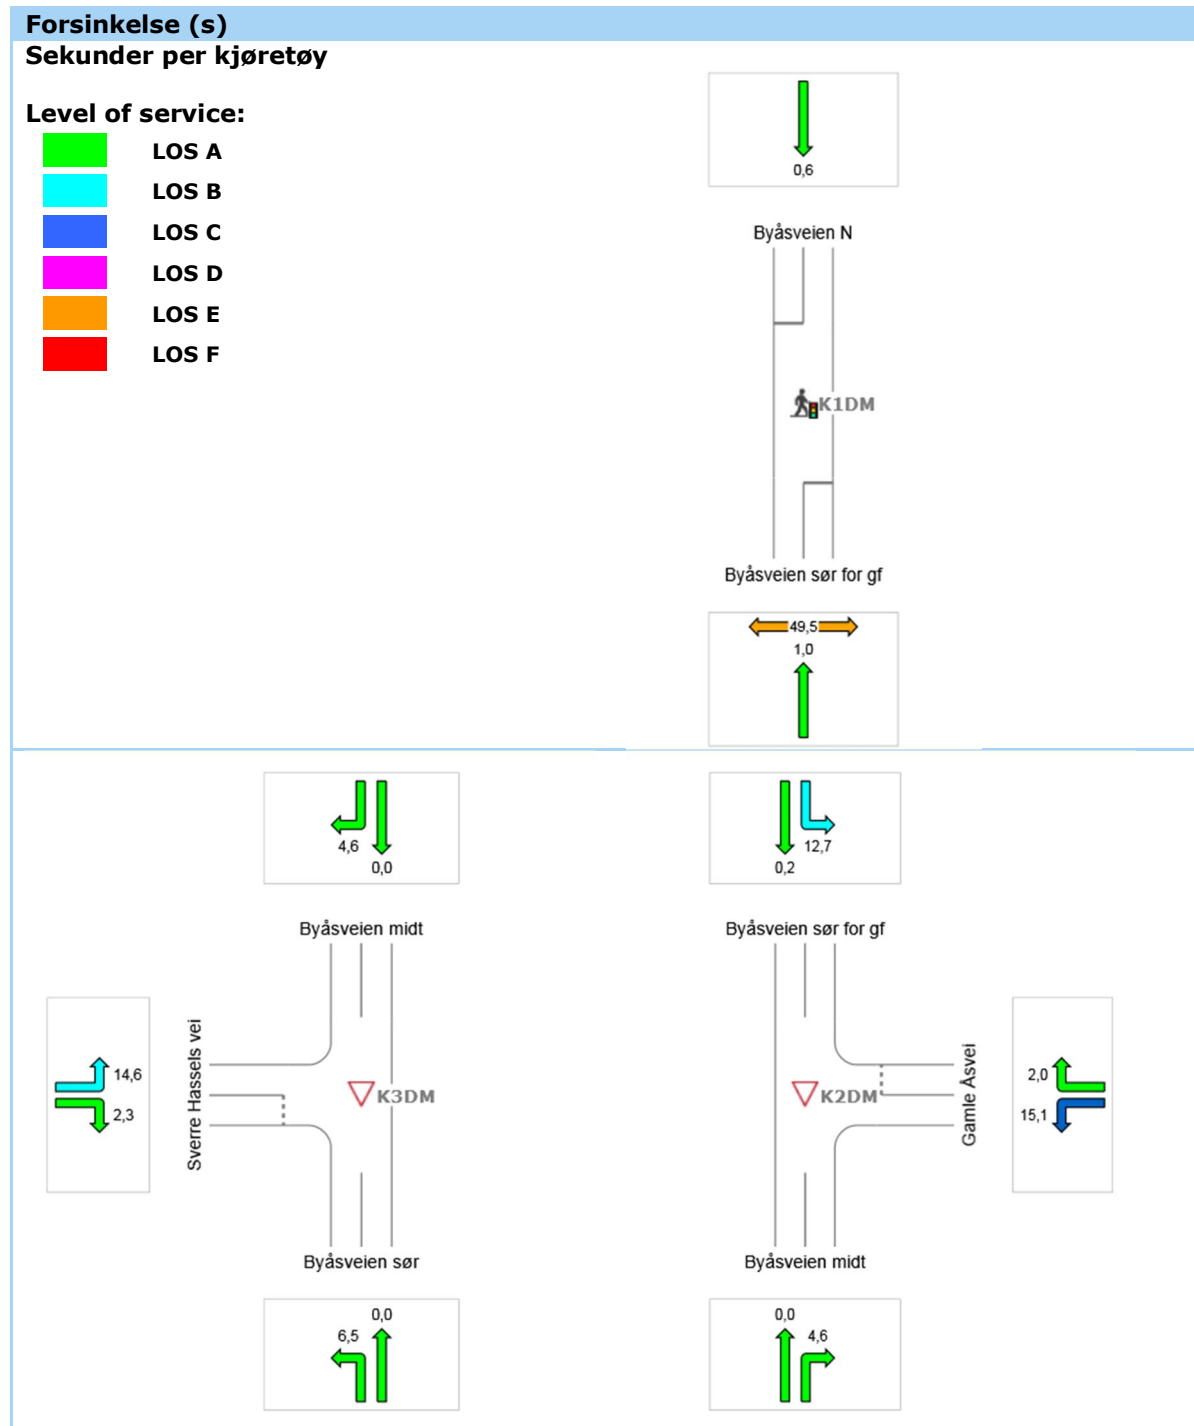 Forsinkelse (s)
Sekunder per kjøretøy
Level of service:
LOS A
LOS B
LOS C
LOS D
LOS E
LOS F
0,6
Byåsveien N
K1DM
Byåsveien sør for gf
49,5
1,0
4,6
0,0
Byåsveien midt
Sverre Hassels vei
14,6
2,3
K3DM
Byåsveien sør
0,0
6,5
12,7
0,2
Byåsveien sør for gf
K2DM
Gamle Åsvei
2,0
15,1
Byåsveien midt
0,0
4,6